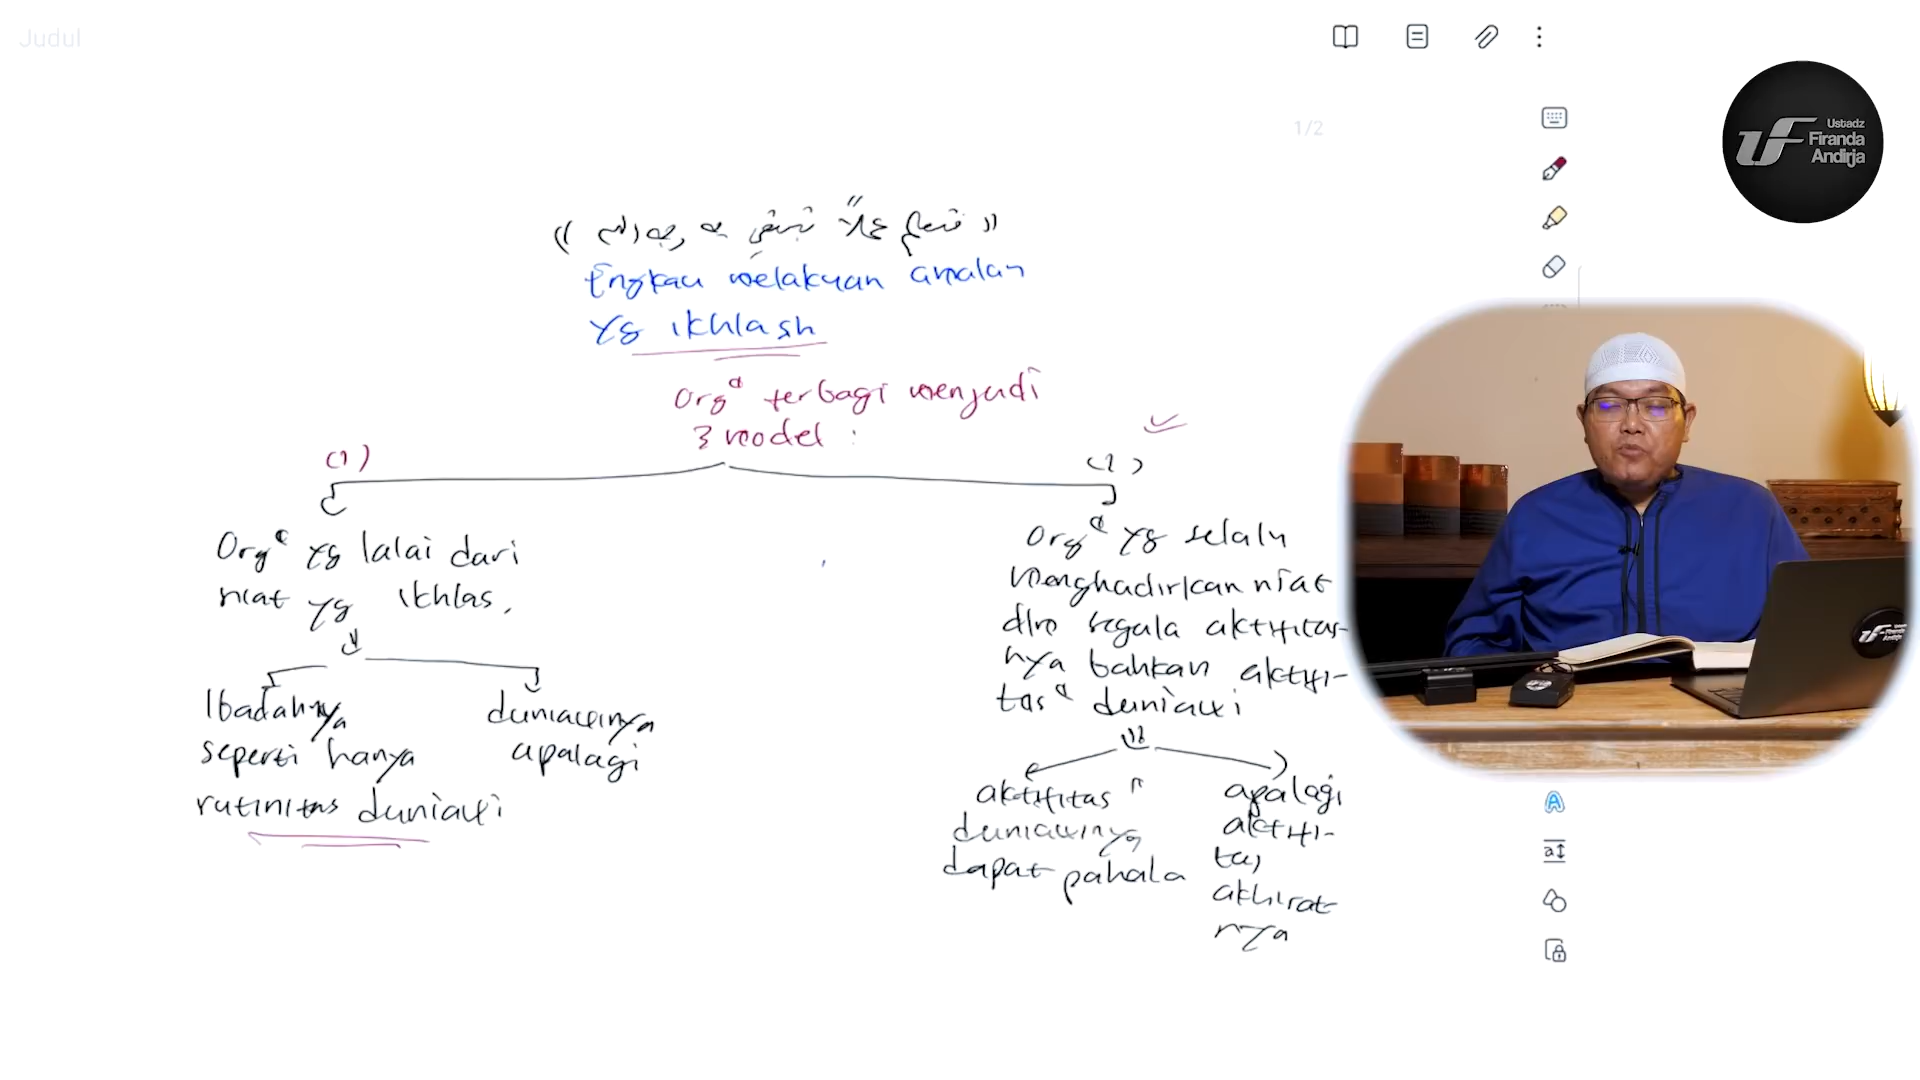 Judul
1/2
Ustadz
Firanda
Andirja
« فتعمل عملاً تبتغي به وجه الله »
Engkau melakukan amalan
yg ikhlash
Org² terbagi menjadi
3 model :
(1)
Org² yg lalai dari
niat yg ikhlas,
Ibadahnya
seperti hanya
rutinitas duniawi
duniawinya
apalagi
(2)
Org² yg selalu
menghadirkan niat
dlm segala aktifitas-
nya bahkan aktifi-
tas² duniawi
aktifitas"
duniawinya
dapat pahala
apalagi
aktifi-
tas
akhirat
nya